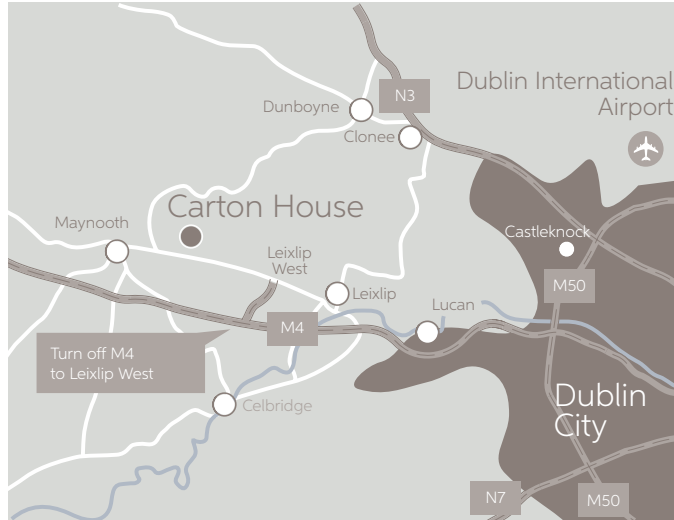 Dublin International
Airport
N3
Dunboyne
Clonee
Carton House
Maynooth
Castleknock
Leixlip
West
M50
Leixlip
Lucan
M4
Turn off M4
to Leixlip West
Dublin
City
Celbridge
N7
M50